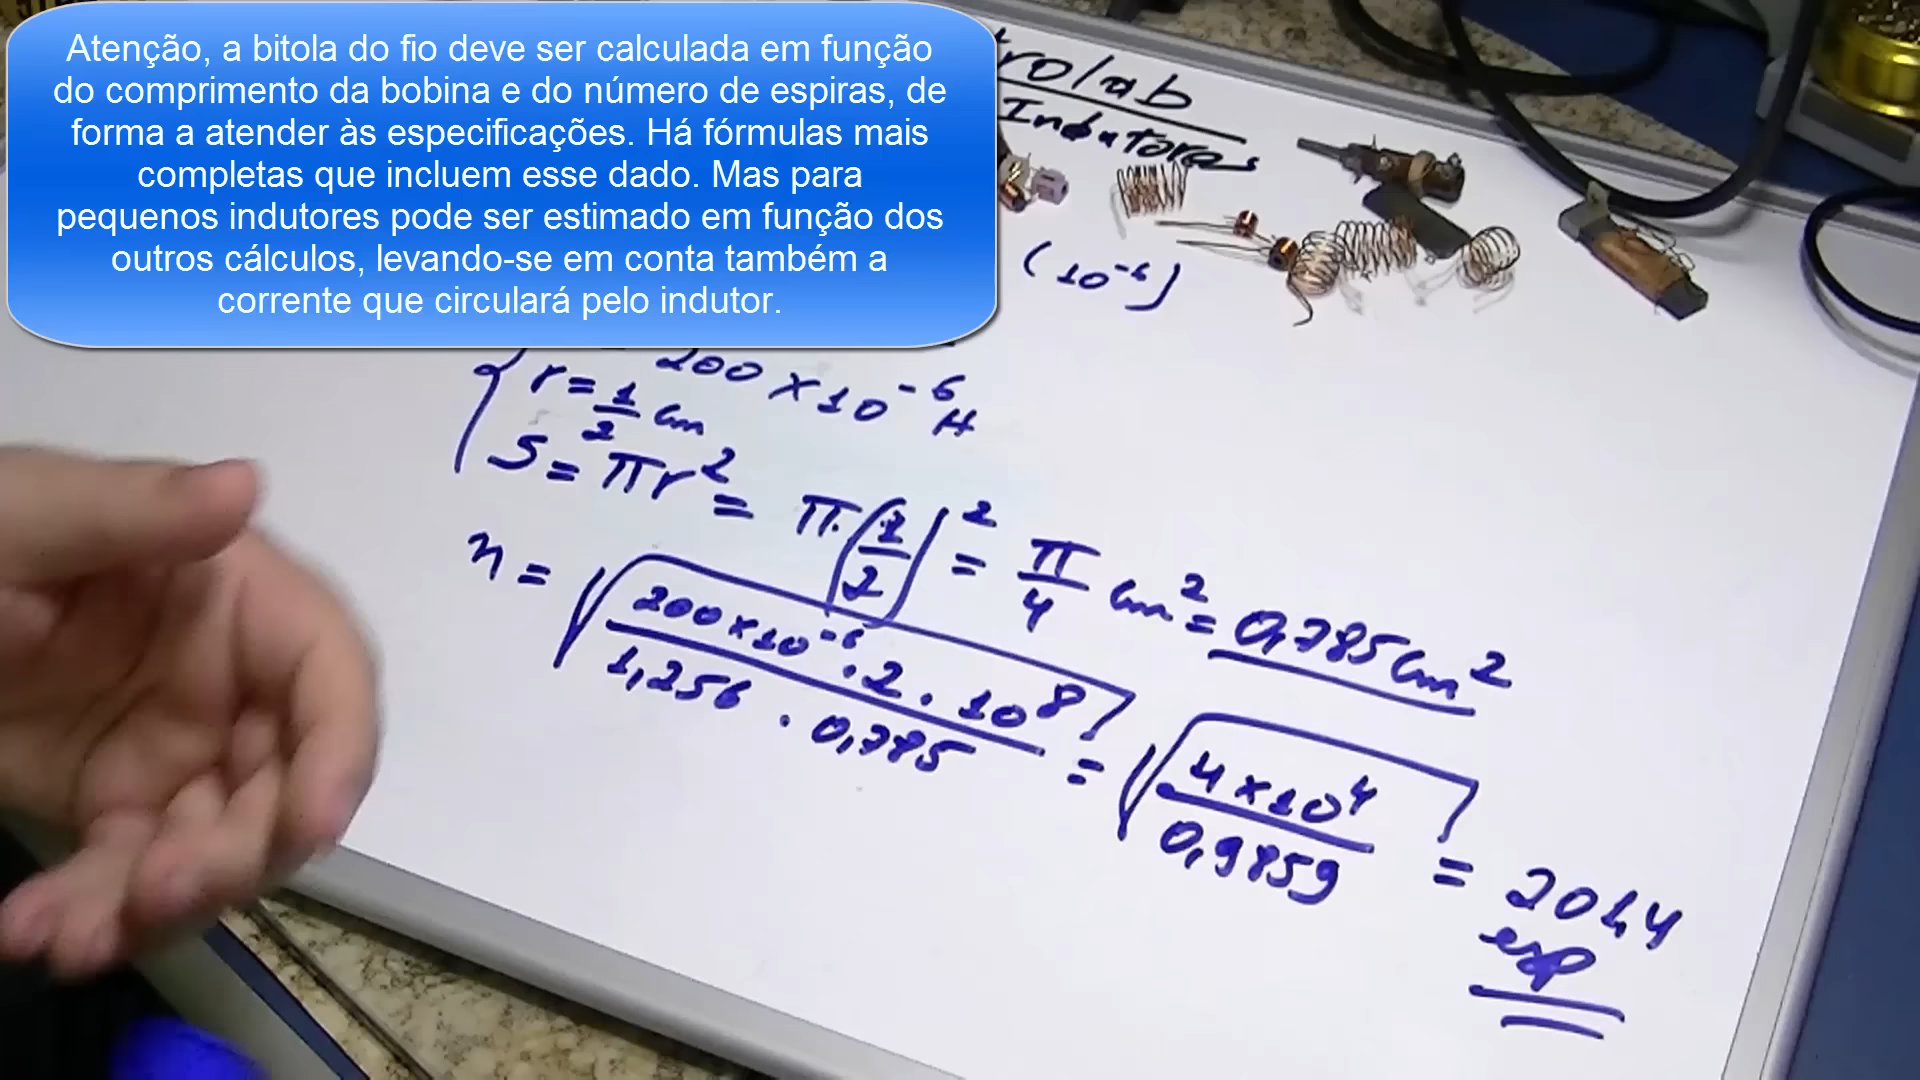 Atenção, a bitola do fio deve ser calculada em função
do comprimento da bobina e do número de espiras, de
forma a atender às especificações. Há fórmulas mais
completas que incluem esse dado. Mas para
pequenos indutores pode ser estimado em função dos
outros cálculos, levando-se em conta também a
corrente que circulará pelo indutor.
rolab
Indutores
(10⁻⁶)
200 x 10⁻⁶ H
r = 1/2 cm
S = πr² = π.(1/2)² = π/4 cm² = 0,785 cm²
n = √(200x10⁻⁶ . 2 . 10⁸ / 1,256 . 0,785) = √(4x10⁴ / 0,9859) = 201,4
esp